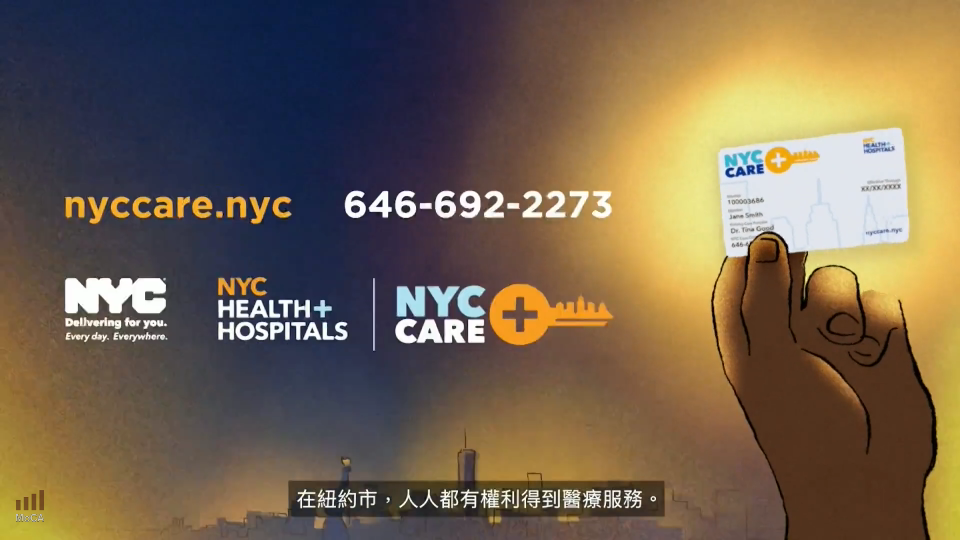 nyccare.nyc 646-692-2273
NYC
Delivering for you.
Every day. Everywhere.
NYC
HEALTH+
HOSPITALS
NYC
CARE
NYC
CARE
NYC
HEALTH+
HOSPITALS
XX/XX/XXXX
100003686
Jane Smith
Dr. Tina Good
646-6
nyccare.nyc
在紐約市，人人都有權利得到醫療服務。